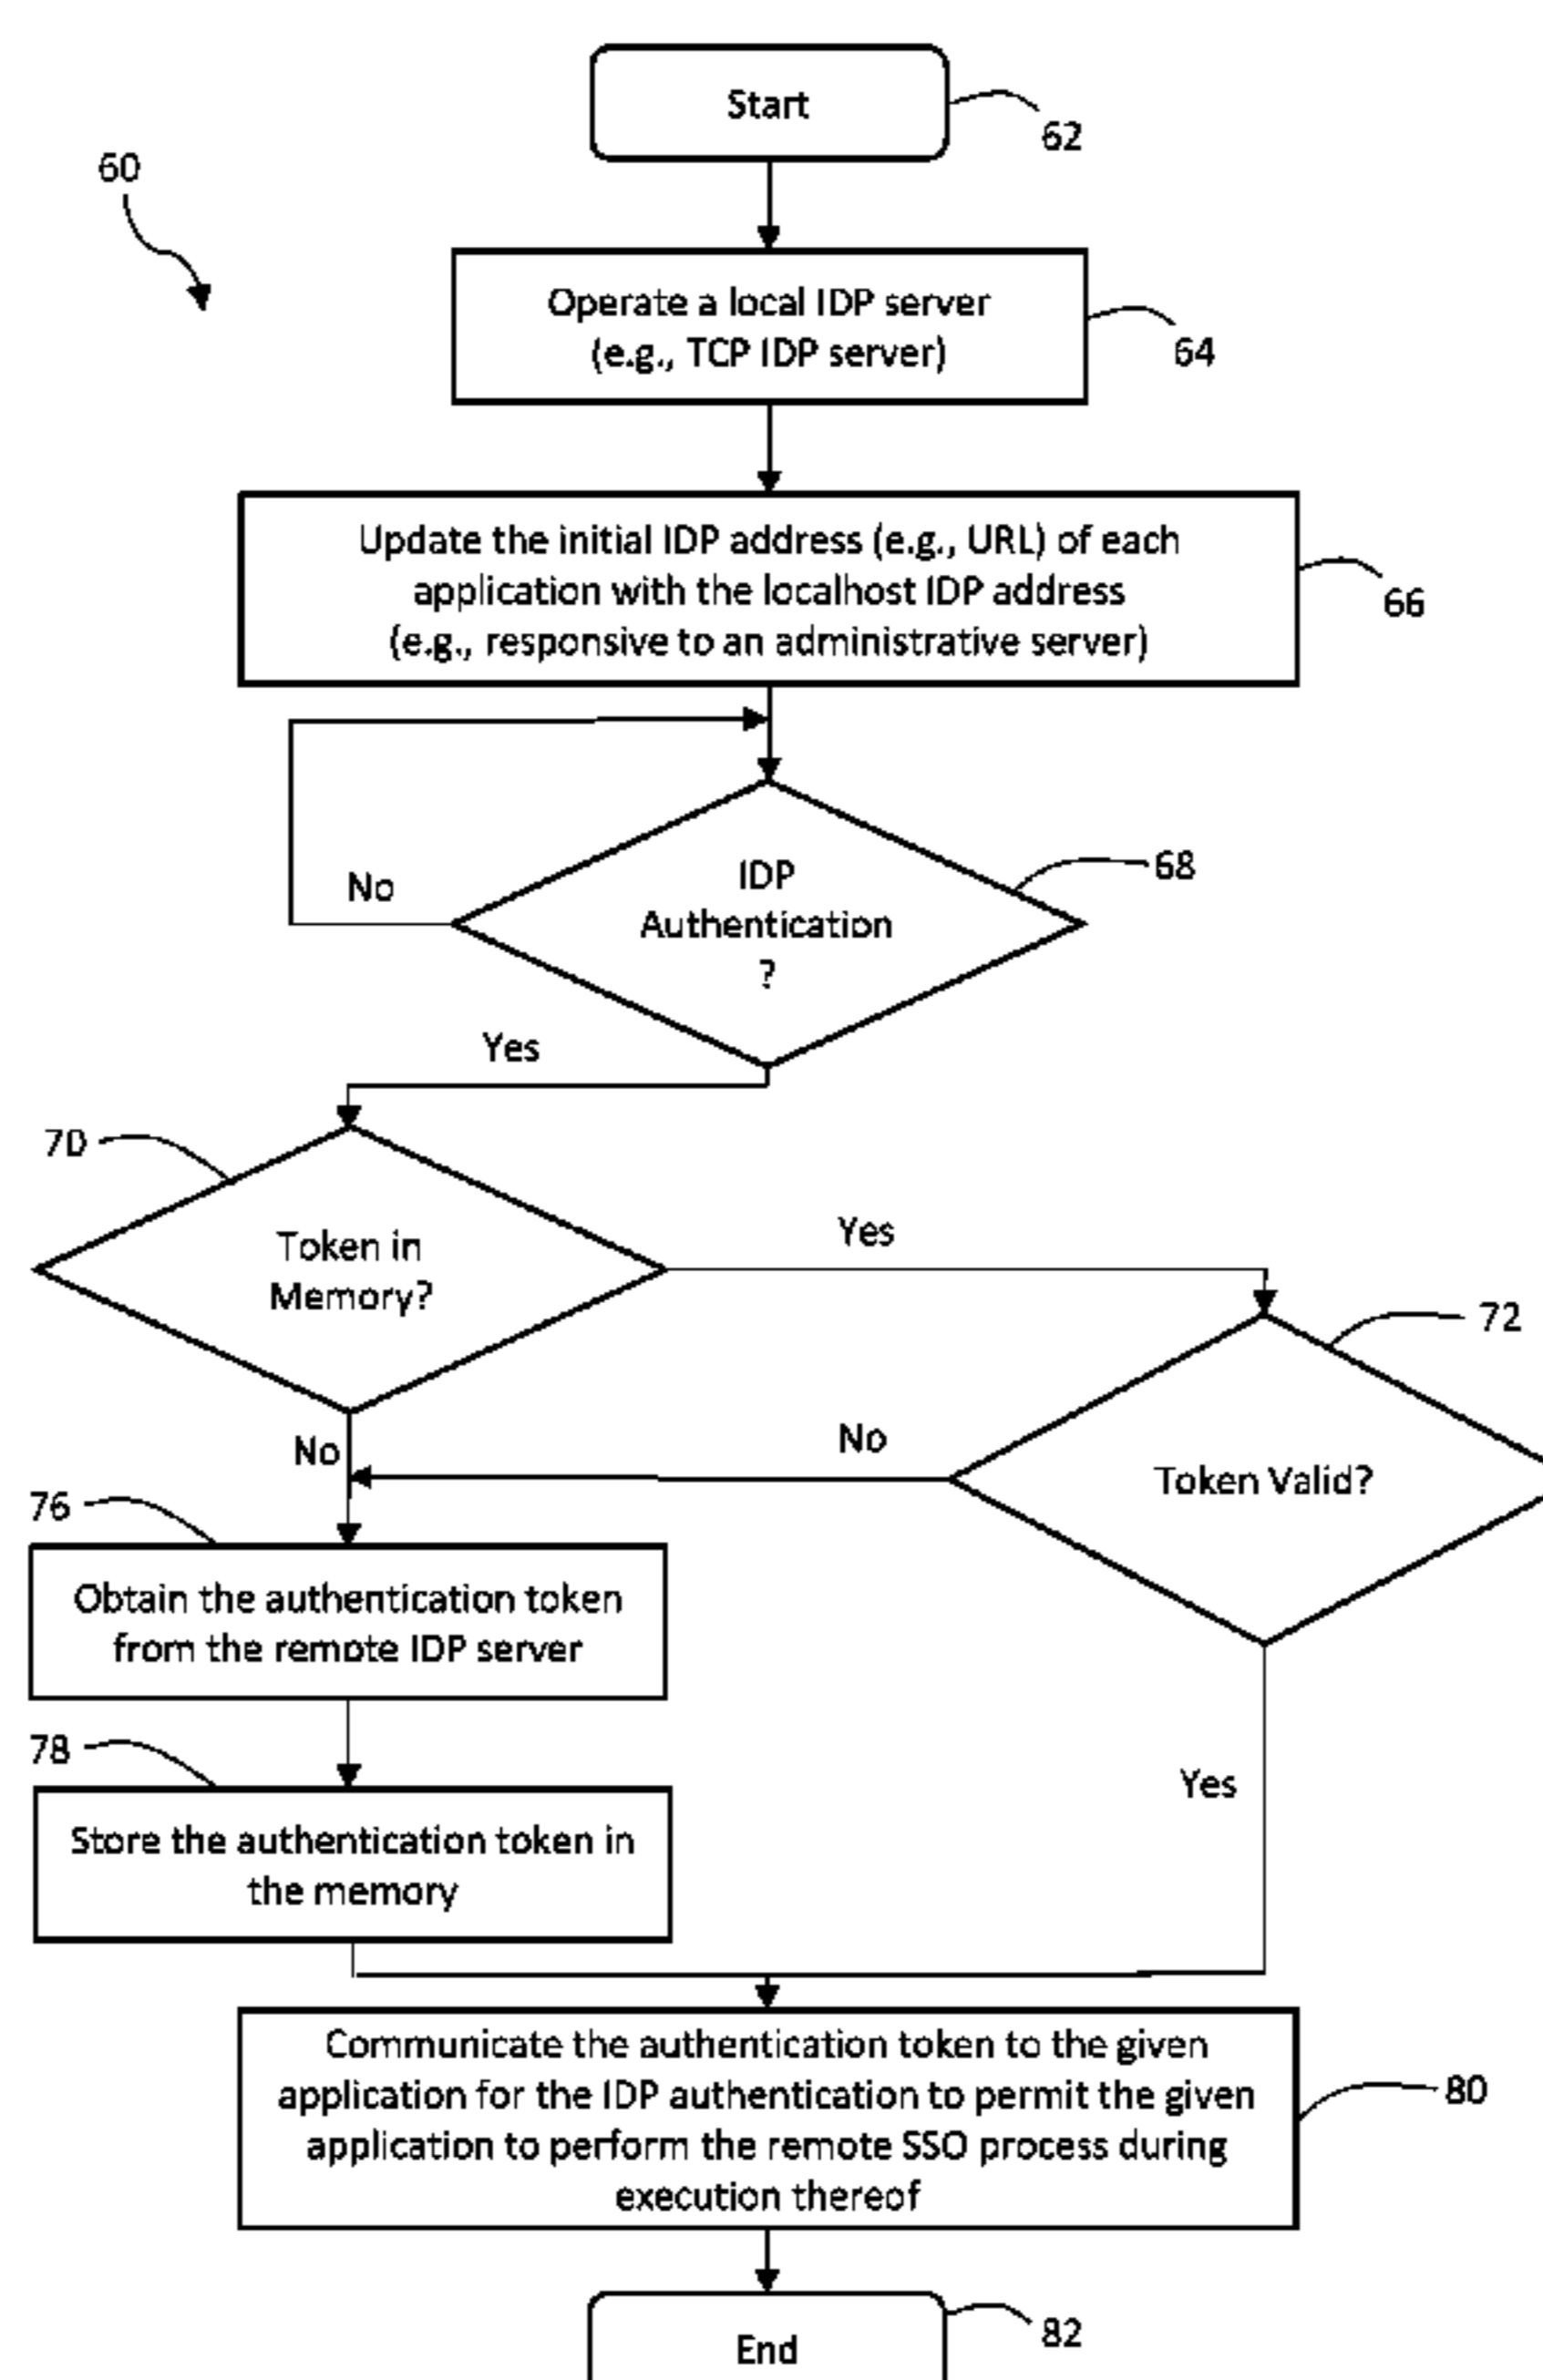 Start
62
60
Operate a local IDP server
(e.g., TCP IDP server)
64
Update the initial IDP address (e.g., URL) of each
application with the localhost IDP address
(e.g., responsive to an administrative server)
66
IDP
Authentication
?
68
No
Yes
70
Token in
Memory?
Yes
72
No
No
Token Valid?
76
Obtain the authentication token
from the remote IDP server
78
Store the authentication token in
the memory
Yes
Communicate the authentication token to the given
application for the IDP authentication to permit the given
application to perform the remote SSO process during
execution thereof
80
End
82